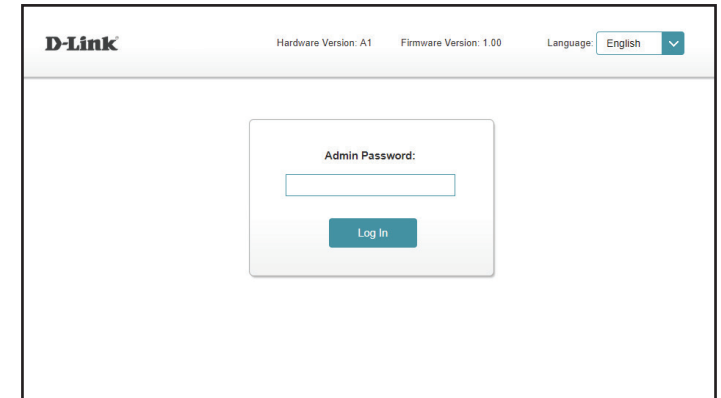 D-Link Hardware Version: A1 Firmware Version: 1.00 Language: English
Admin Password:
Log In